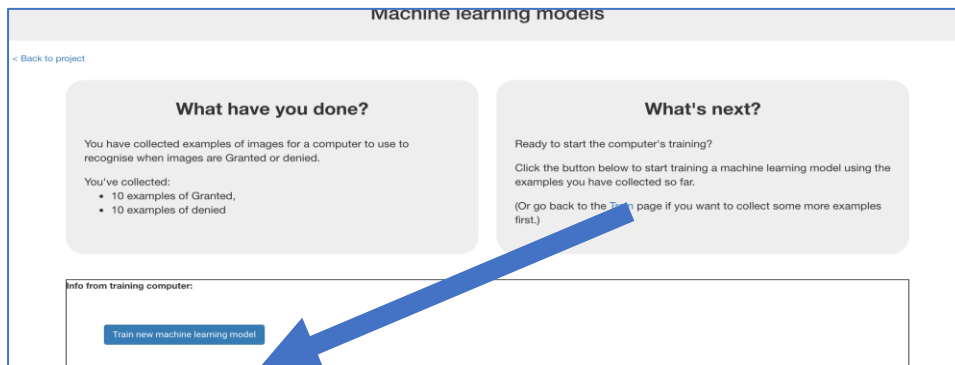 Machine learning models
< Back to project
What have you done?
You have collected examples of images for a computer to use to
recognise when images are Granted or denied.
You've collected:
• 10 examples of Granted,
• 10 examples of denied
What's next?
Ready to start the computer's training?
Click the button below to start training a machine learning model using the
examples you have collected so far.
(Or go back to the Train page if you want to collect some more examples
first.)
Info from training computer:
Train new machine learning model